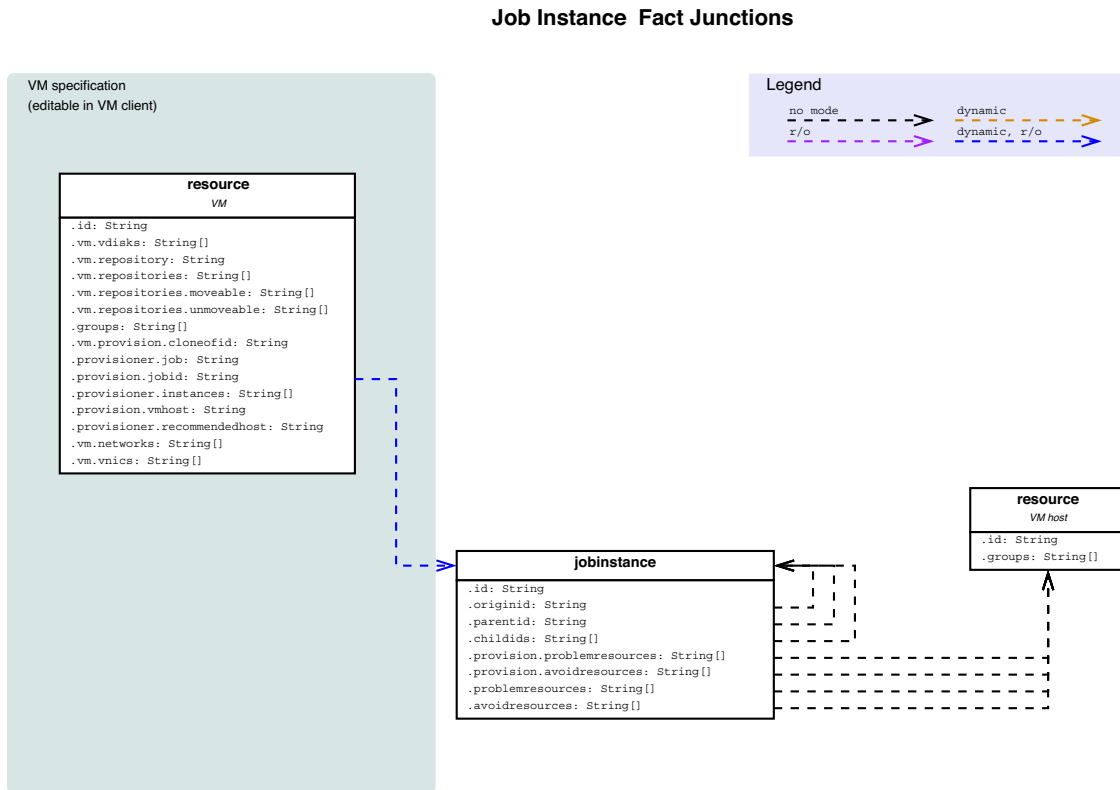 Job Instance  Fact Junctions
VM specification
(editable in VM client)
Legend
no mode
dynamic
r/o
dynamic, r/o
resource
VM
.id: String
.vm.vdisks: String[]
.vm.repository: String
.vm.repositories: String[]
.vm.repositories.moveable: String[]
.vm.repositories.unmoveable: String[]
.groups: String[]
.vm.provision.cloneofid: String
.provisioner.job: String
.provision.jobid: String
.provisioner.instances: String[]
.provision.vmhost: String
.provisioner.recommendedhost: String
.vm.networks: String[]
.vm.vnics: String[]
resource
VM host
.id: String
.groups: String[]
jobinstance
.id: String
.originid: String
.parentid: String
.childids: String[]
.provision.problemresources: String[]
.provision.avoidresources: String[]
.problemresources: String[]
.avoidresources: String[]